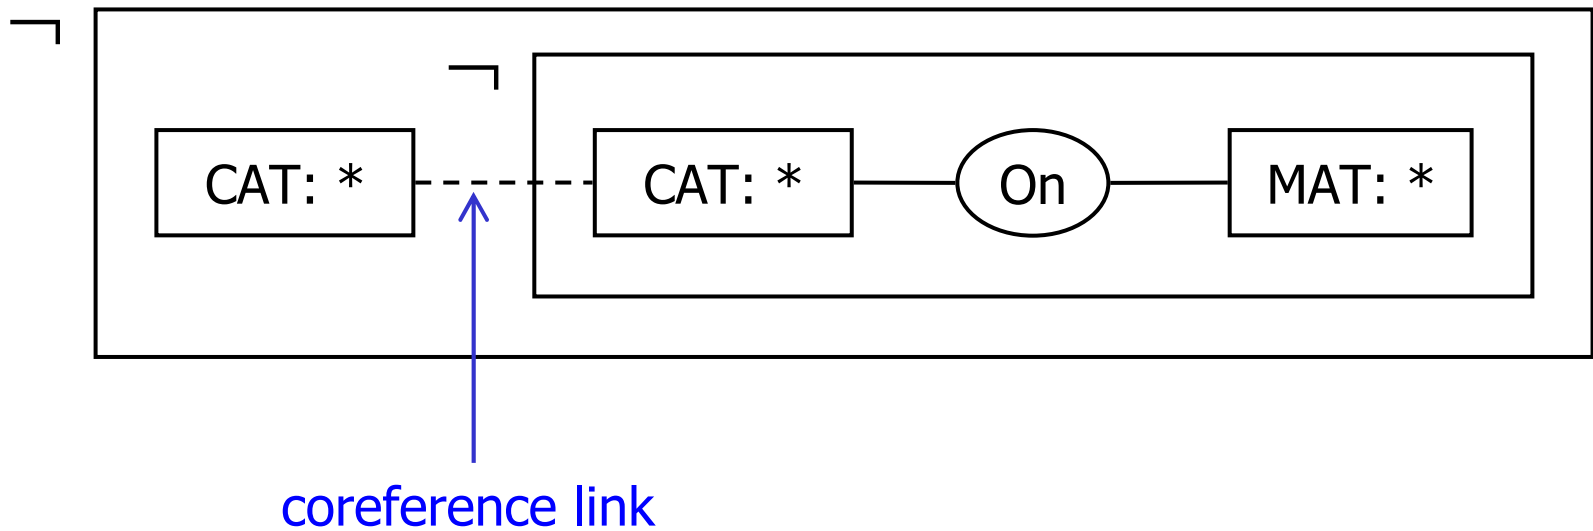 ¬
¬
CAT: * CAT: * On MAT: *
coreference link